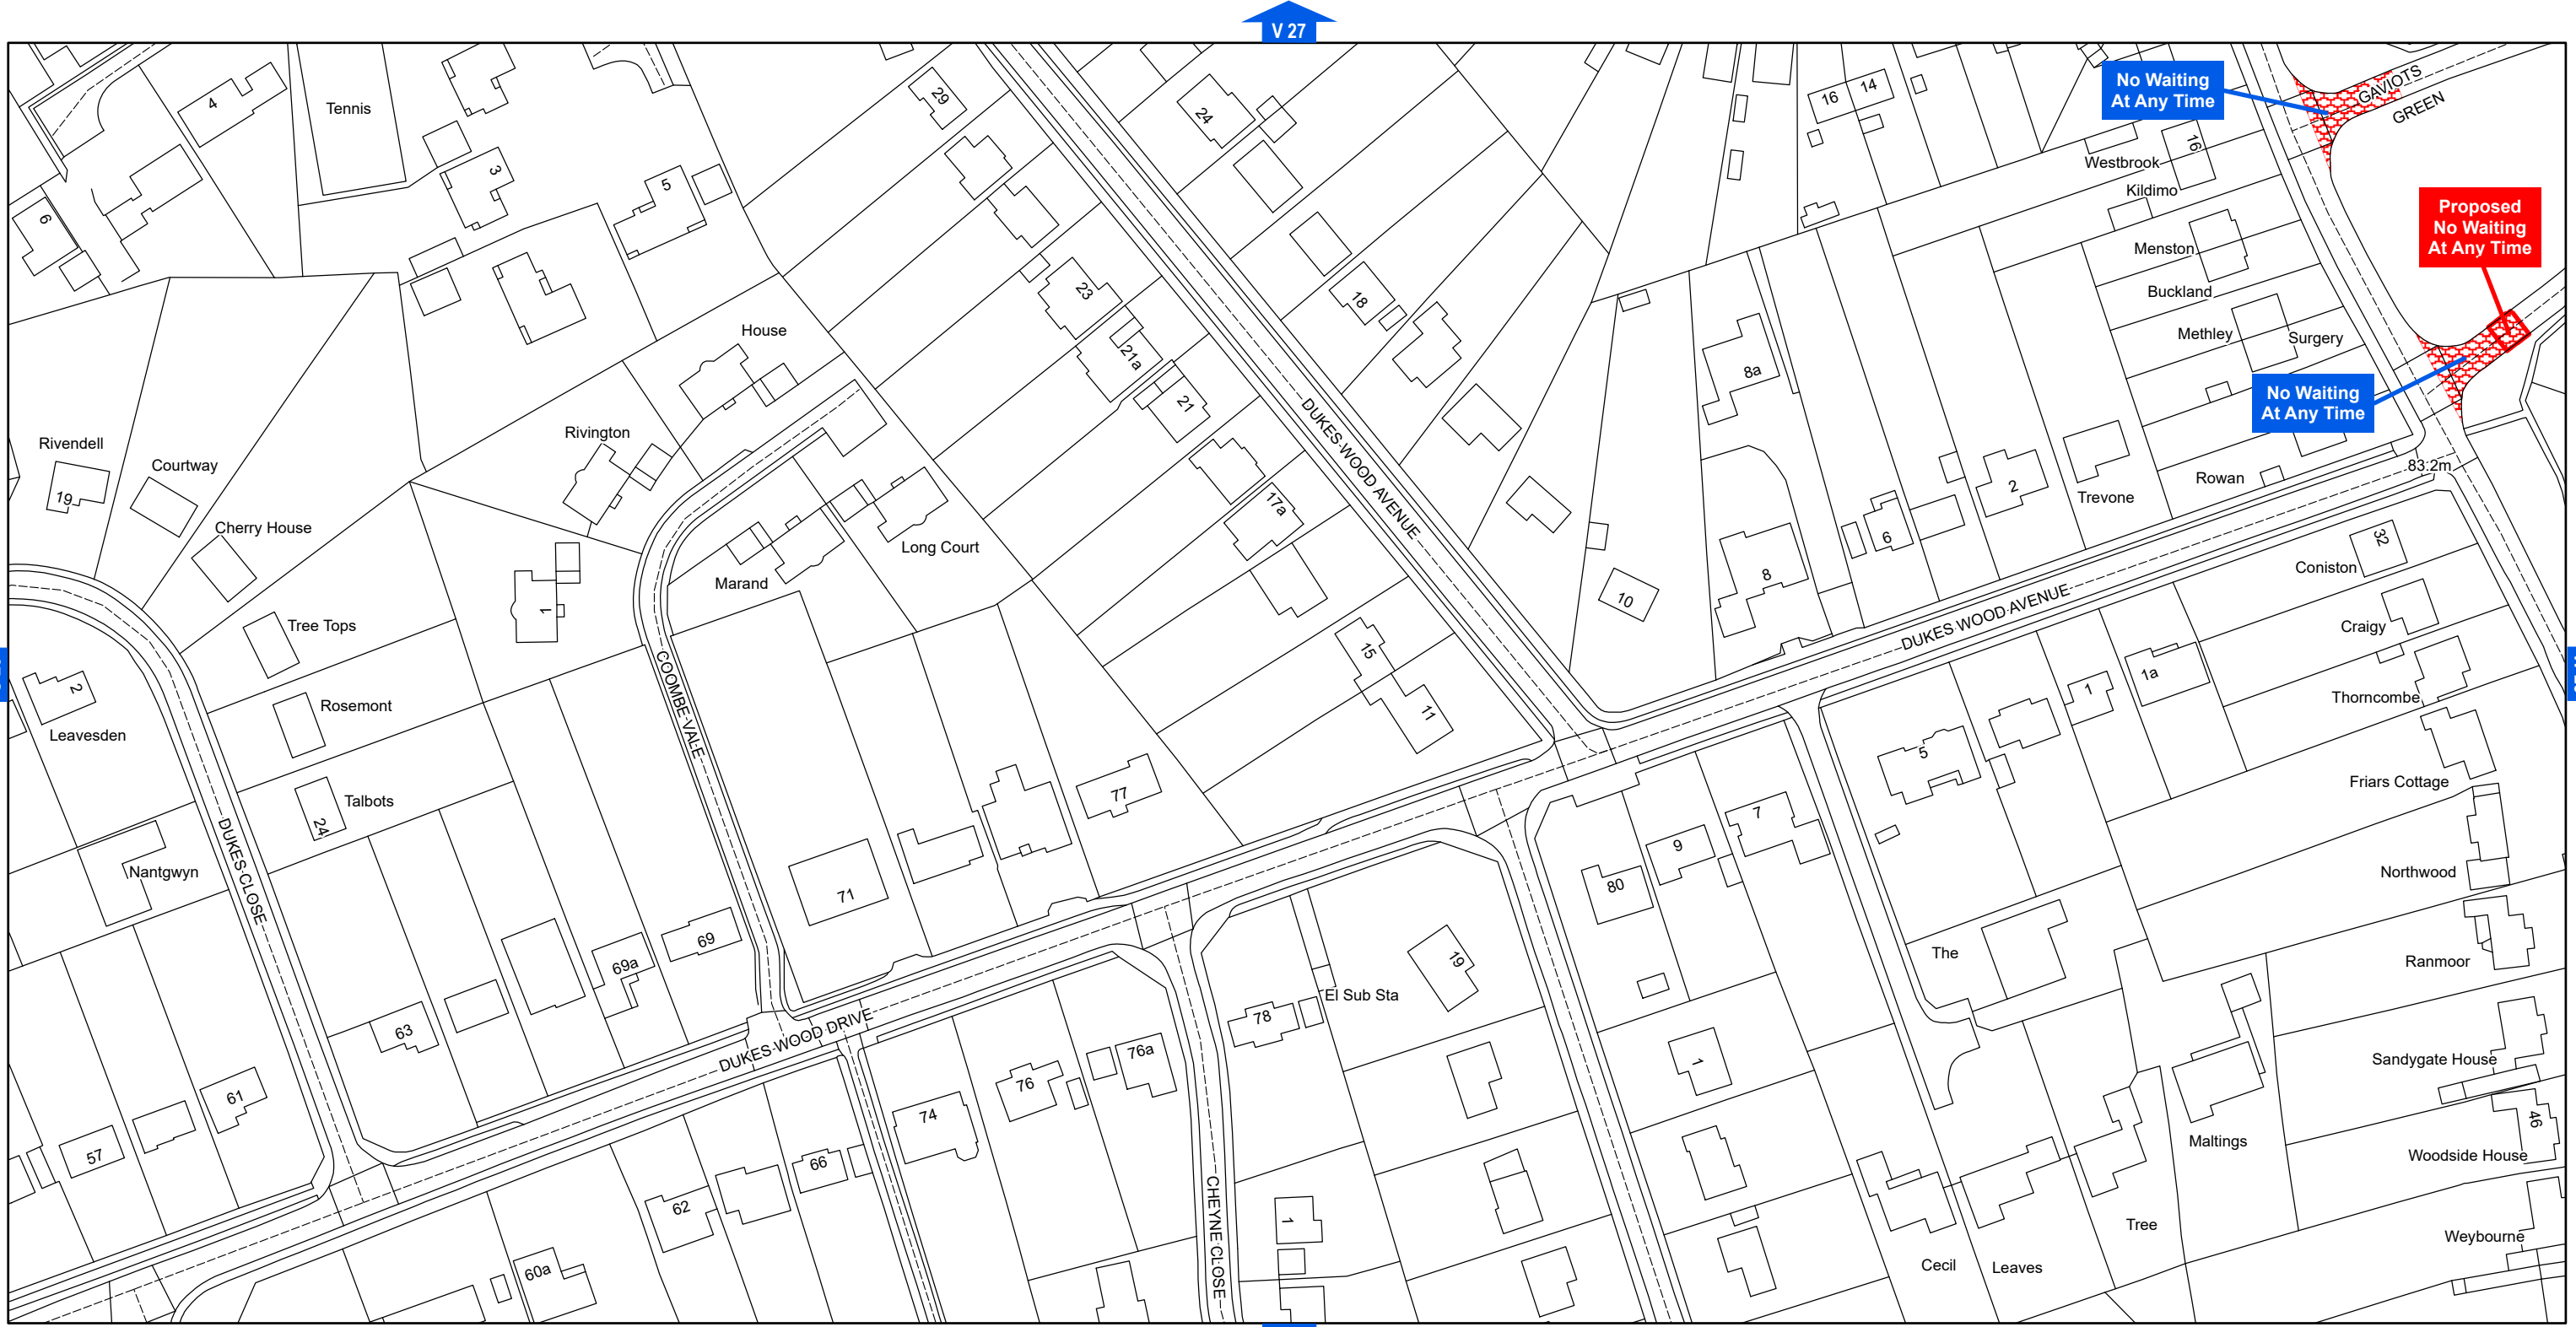 V 27
No Waiting
At Any Time
GAVIOTS
GREEN
4
Tennis
29
24
16
14
16
Westbrook
Kildimo
3
5
6
Proposed
No Waiting
At Any Time
Menston
Buckland
23
18
Methley
Surgery
House
21a
8a
21
No Waiting
At Any Time
DUKES WOOD AVENUE
Rivendell
Rivington
Courtway
19
83.2m
Rowan
2
Trevone
17a
Cherry House
6
32
Long Court
Coniston
Marand
8
10
1
Tree Tops
DUKES WOOD AVENUE
Craigy
15
COOMBE VALE
1a
1
2
Thorncombe
Rosemont
11
Leavesden
5
Friars Cottage
77
Talbots
24
7
DUKES CLOSE
9
Nantgwyn
Northwood
80
71
69
The
19
Ranmoor
69a
El Sub Sta
78
63
DUKES WOOD DRIVE
76a
1
Sandygate House
76
61
74
46
Maltings
57
Woodside House
66
62
1
Tree
CHEYNE CLOSE
Weybourne
60a
Cecil
Leaves